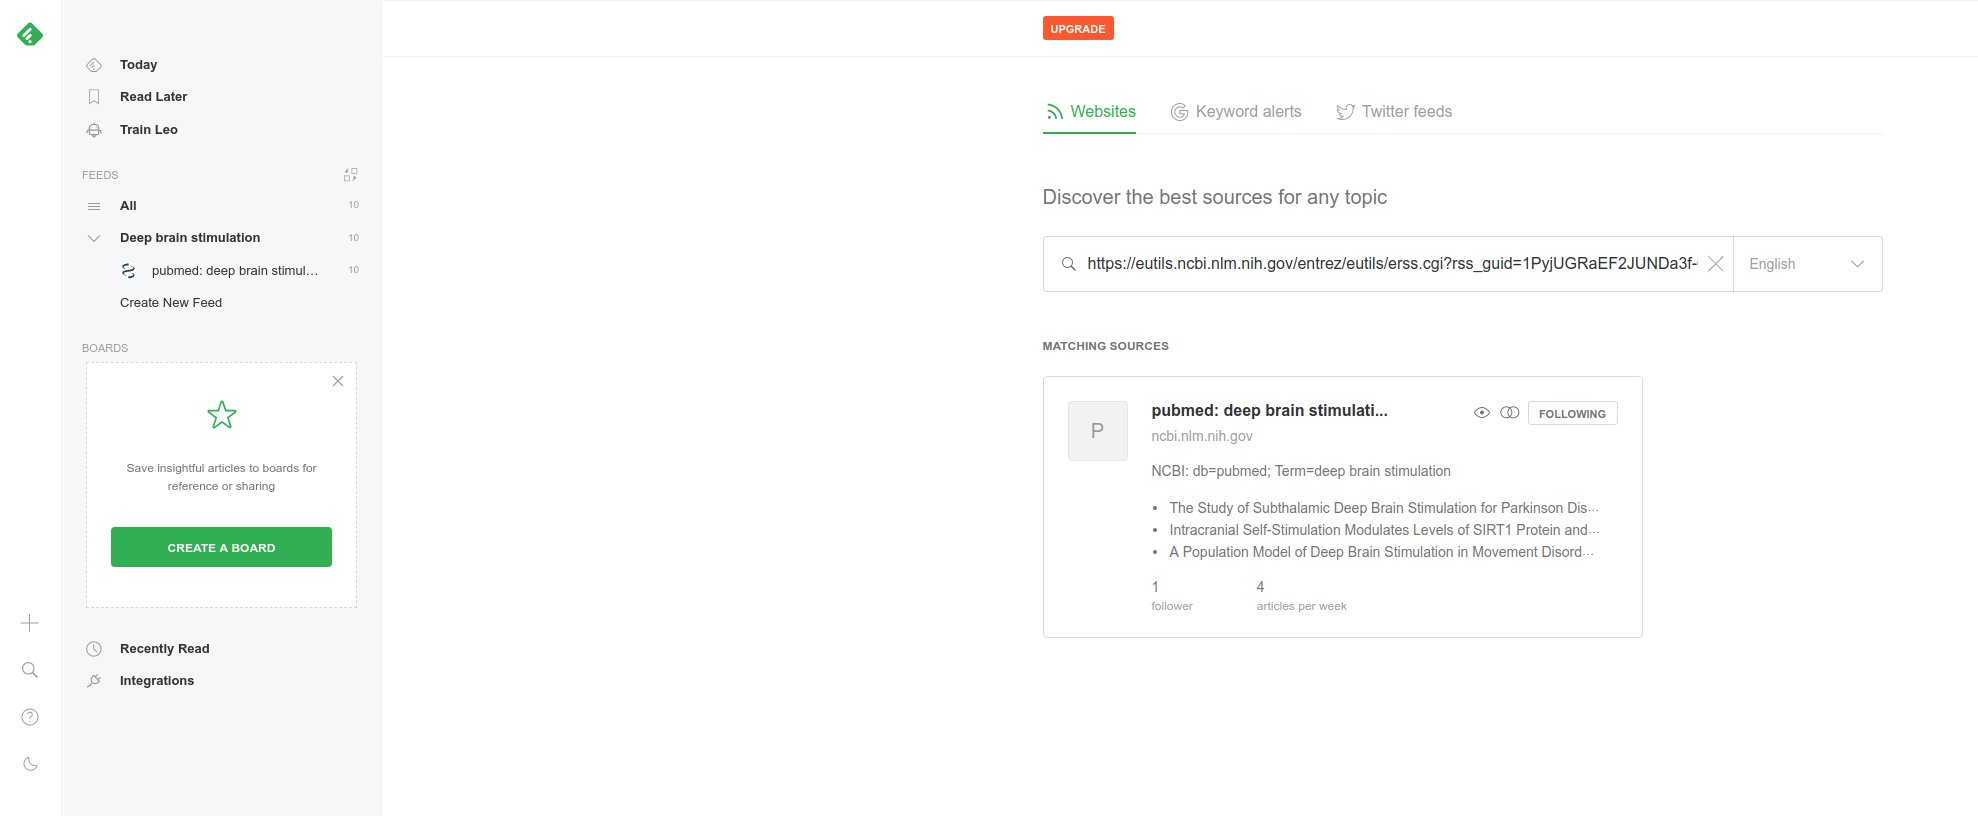 Today
Read Later
Train Leo
FEEDS
All 10
Deep brain stimulation 10
pubmed: deep brain stimul... 10
Create New Feed
BOARDS
Save insightful articles to boards for
reference or sharing
CREATE A BOARD
Recently Read
Integrations
UPGRADE
Websites Keyword alerts Twitter feeds
Discover the best sources for any topic
https://eutils.ncbi.nlm.nih.gov/entrez/eutils/erss.cgi?rss_guid=1PyjUGRaEF2JUNDa3f- English
MATCHING SOURCES
P
pubmed: deep brain stimulati... FOLLOWING
ncbi.nlm.nih.gov
NCBI: db=pubmed; Term=deep brain stimulation
• The Study of Subthalamic Deep Brain Stimulation for Parkinson Dis...
• Intracranial Self-Stimulation Modulates Levels of SIRT1 Protein and...
• A Population Model of Deep Brain Stimulation in Movement Disord...
1 4
follower articles per week